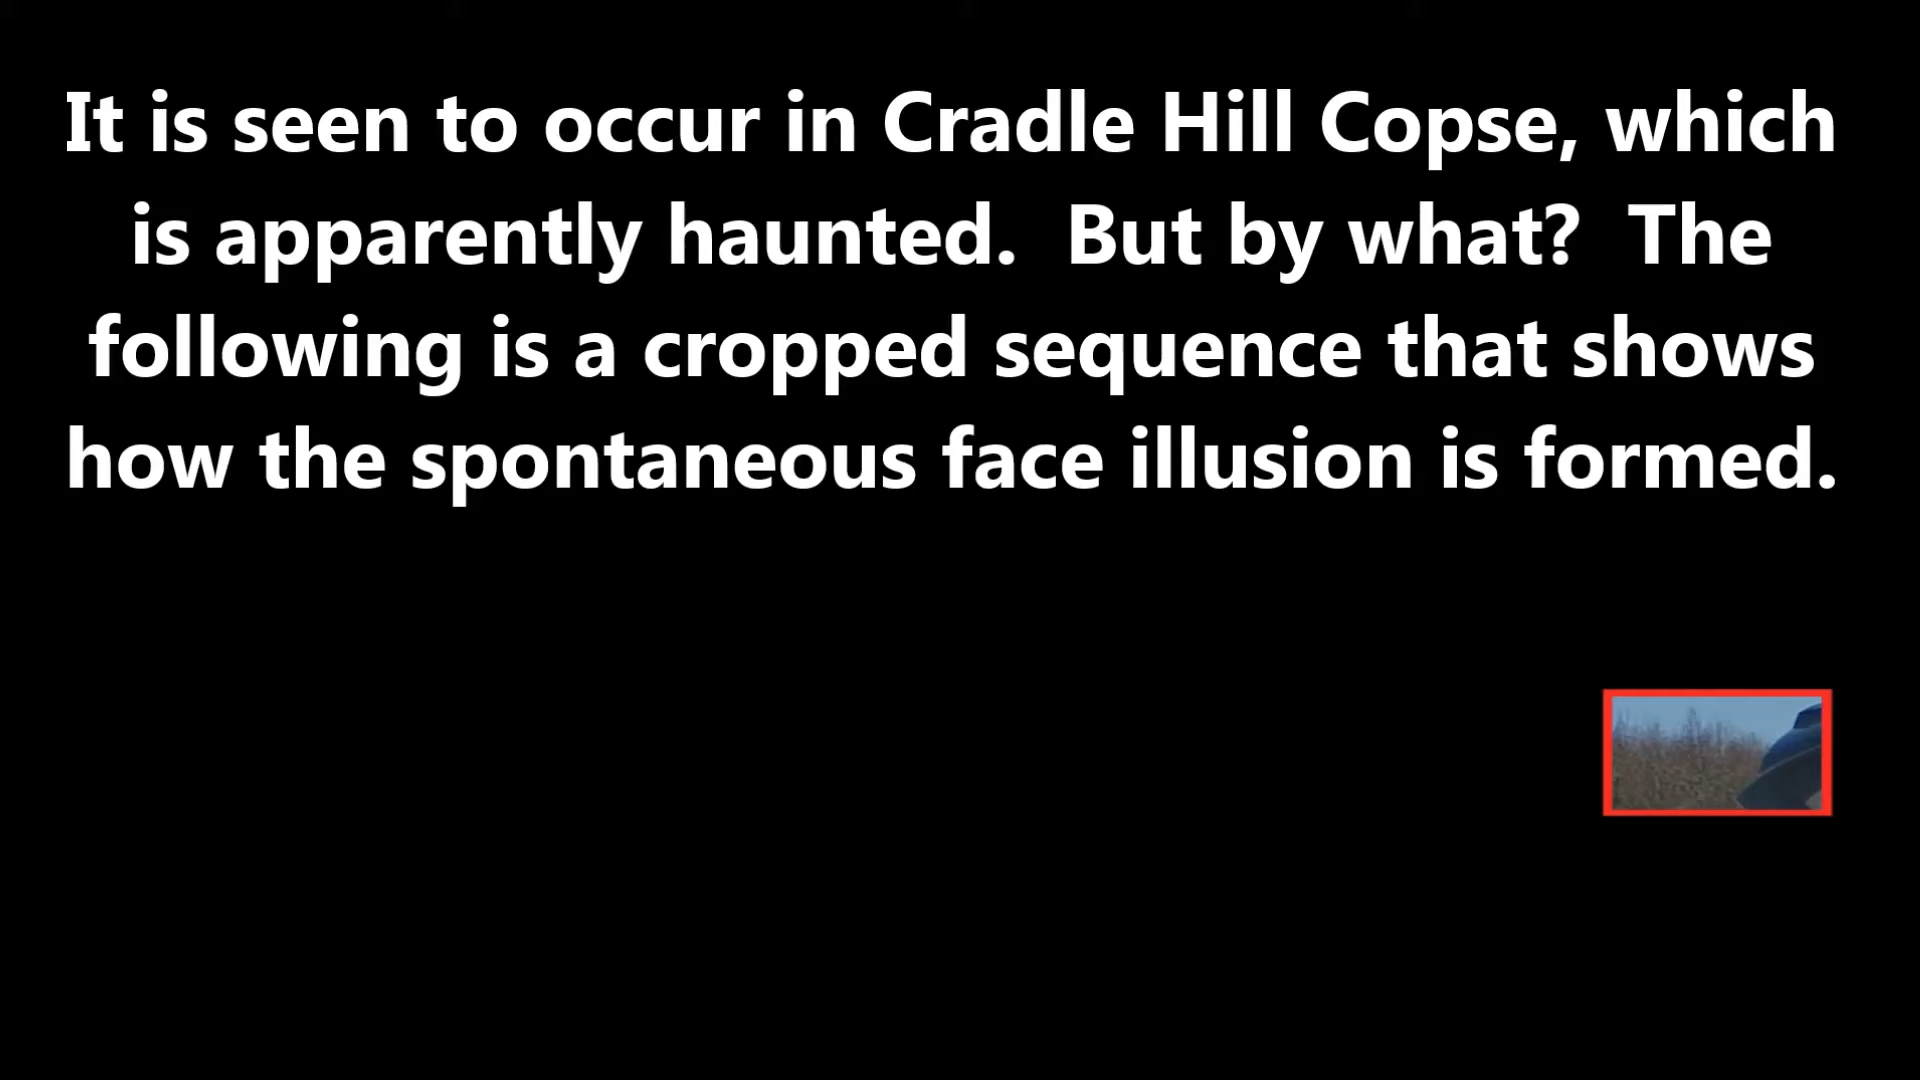 It is seen to occur in Cradle Hill Copse, which
is apparently haunted.  But by what?  The
following is a cropped sequence that shows
how the spontaneous face illusion is formed.